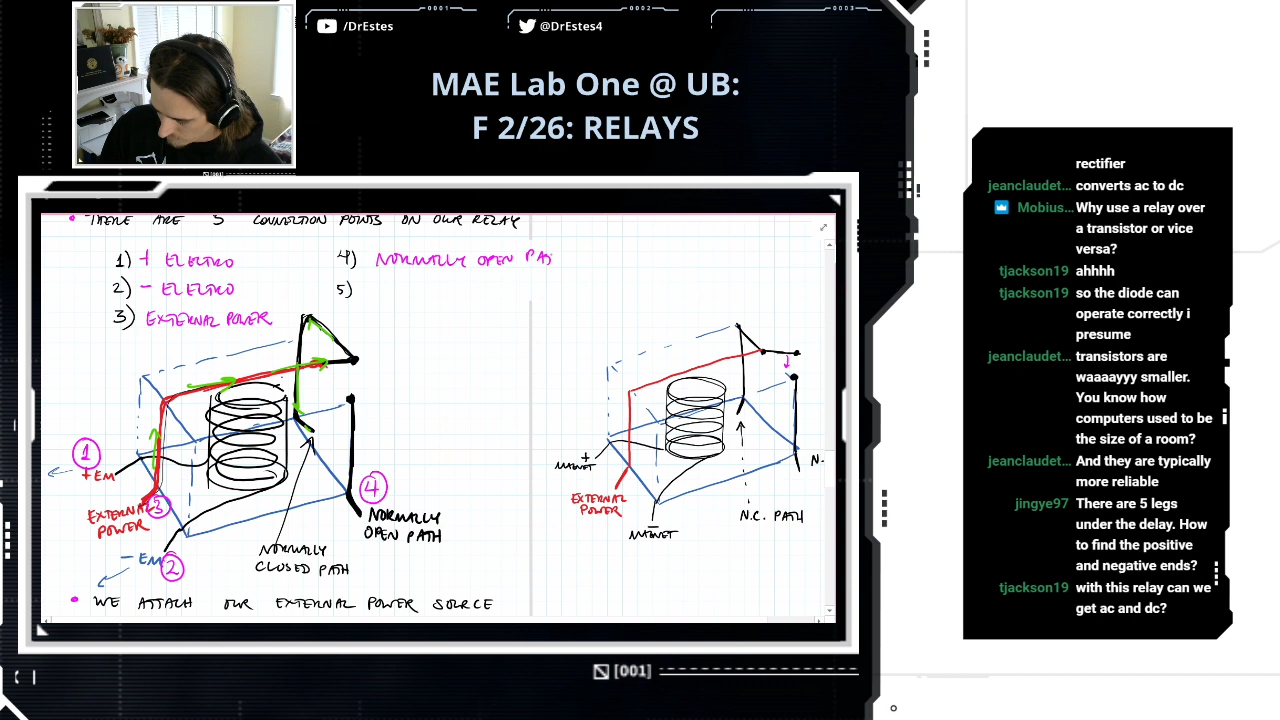 0001
0002
0003
/DrEstes
@DrEstes4
MAE Lab One @ UB:
F 2/26: RELAYS
[001]
• THERE ARE 5 CONNECTION POINTS ON OUR RELAY
1) + ELECTRO
2) - ELECTRO
3) EXTERNAL POWER
4) NORMALLY OPEN PAS
5)
1
+ EM
EXTERNAL
POWER
3
- EM
2
NORMALLY
CLOSED PATH
4
NORMALLY
OPEN PATH
• WE ATTACH OUR EXTERNAL POWER SOURCE
+
MAGNET
EXTERNAL
POWER
-
MAGNET
N.C. PATH
N.
[001]
rectifier
jeanclaudet... converts ac to dc
Mobius... Why use a relay over
a transistor or vice
versa?
tjackson19 ahhhh
tjackson19 so the diode can
operate correctly i
presume
jeanclaudet... transistors are
waaaayyy smaller.
You know how
computers used to be
the size of a room?
jeanclaudet... And they are typically
more reliable
jingye97 There are 5 legs
under the delay. How
to find the positive
and negative ends?
tjackson19 with this relay can we
get ac and dc?